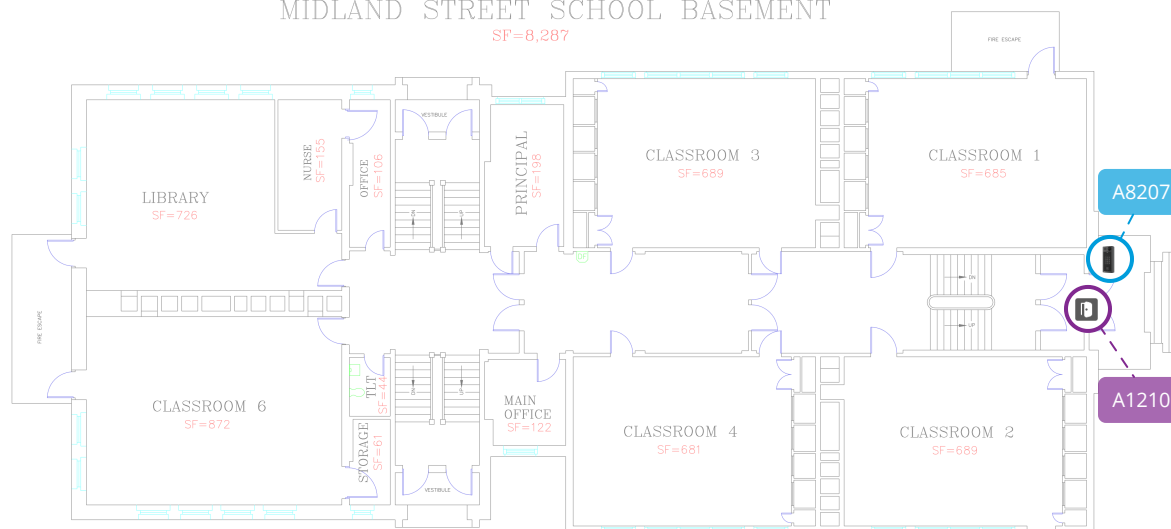 MIDLAND STREET SCHOOL BASEMENT
SF=8,287
FIRE ESCAPE
VESTIBULE
NURSE
SF=155
OFFICE
SF=106
PRINCIPAL
SF=198
CLASSROOM 3
SF=689
CLASSROOM 1
SF=685
LIBRARY
SF=726
A8207
DF
DN
UP
FIRE ESCAPE
CLASSROOM 6
SF=872
TLT
SF=44
STORAGE
SF=61
MAIN
OFFICE
SF=122
CLASSROOM 4
SF=681
CLASSROOM 2
SF=689
A1210
VESTIBULE